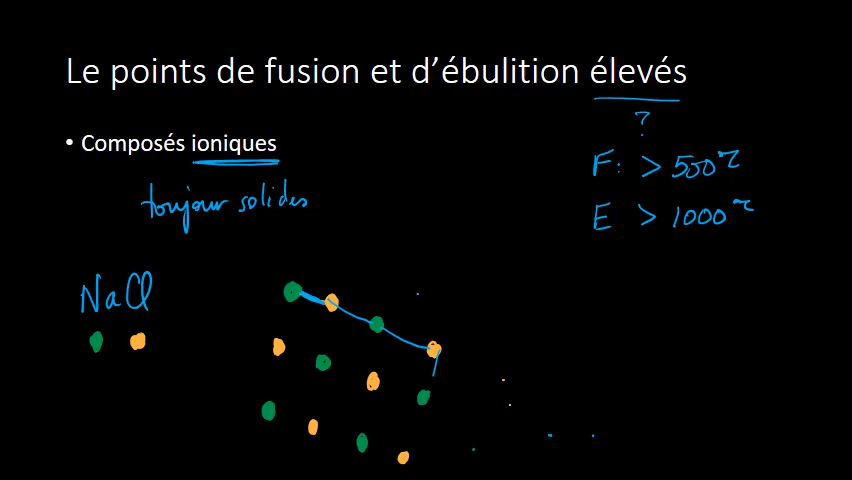 Le points de fusion et d’ébulition élevés
?
• Composés ioniques
F: > 500°C
toujour solides
E > 1000°C
NaCl